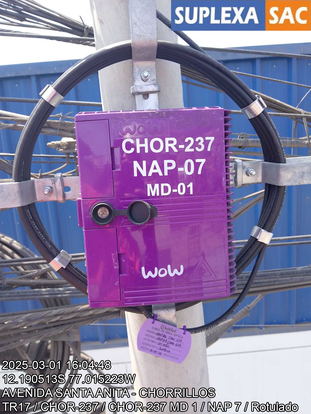 SUPLEXA SAC
wow
CHOR-237
NAP-07
MD-01
wow
2025-03-01 16:04:48
12.190513S 77.015223W
AVENIDA SANTA ANITA - CHORRILLOS
TR17 / CHOR-237 / CHOR-237 MD 1 / NAP 7 / Rotulado